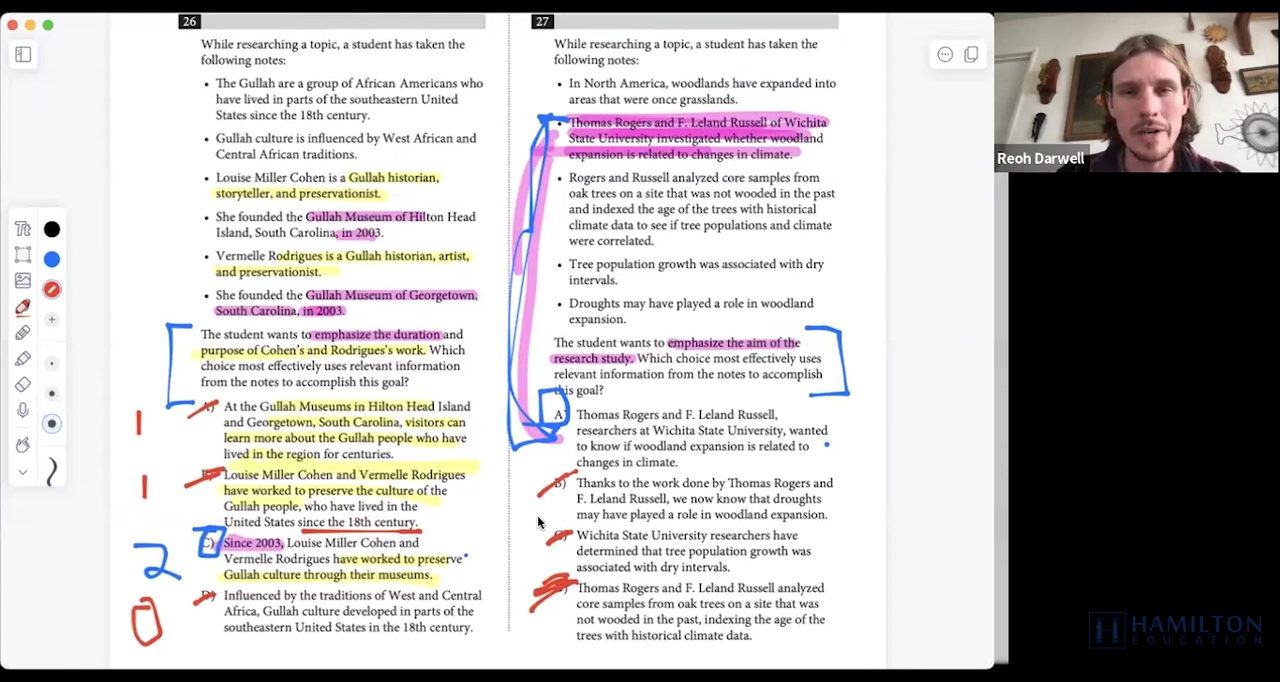 26
While researching a topic, a student has taken the
following notes:
• The Gullah are a group of African Americans who
have lived in parts of the southeastern United
States since the 18th century.
• Gullah culture is influenced by West African and
Central African traditions.
• Louise Miller Cohen is a Gullah historian,
storyteller, and preservationist.
• She founded the Gullah Museum of Hilton Head
Island, South Carolina, in 2003.
• Vermelle Rodrigues is a Gullah historian, artist,
and preservationist.
• She founded the Gullah Museum of Georgetown,
South Carolina, in 2003.
The student wants to emphasize the duration and
purpose of Cohen's and Rodrigues's work. Which
choice most effectively uses relevant information
from the notes to accomplish this goal?
A) At the Gullah Museums in Hilton Head Island
and Georgetown, South Carolina, visitors can
learn more about the Gullah people who have
lived in the region for centuries.
1
B) Louise Miller Cohen and Vermelle Rodrigues
have worked to preserve the culture of the
Gullah people, who have lived in the
United States since the 18th century.
1
C) Since 2003, Louise Miller Cohen and
Vermelle Rodrigues have worked to preserve
Gullah culture through their museums.
2
D) Influenced by the traditions of West and Central
Africa, Gullah culture developed in parts of the
southeastern United States in the 18th century.
0
27
While researching a topic, a student has taken the
following notes:
• In North America, woodlands have expanded into
areas that were once grasslands.
• Thomas Rogers and F. Leland Russell of Wichita
State University investigated whether woodland
expansion is related to changes in climate.
• Rogers and Russell analyzed core samples from
oak trees on a site that was not wooded in the past
and indexed the age of the trees with historical
climate data to see if tree populations and climate
were correlated.
• Tree population growth was associated with dry
intervals.
• Droughts may have played a role in woodland
expansion.
The student wants to emphasize the aim of the
research study. Which choice most effectively uses
relevant information from the notes to accomplish
this goal?
A) Thomas Rogers and F. Leland Russell,
researchers at Wichita State University, wanted
to know if woodland expansion is related to
changes in climate.
B) Thanks to the work done by Thomas Rogers and
F. Leland Russell, we now know that droughts
may have played a role in woodland expansion.
C) Wichita State University researchers have
determined that tree population growth was
associated with dry intervals.
D) Thomas Rogers and F. Leland Russell analyzed
core samples from oak trees on a site that was
not wooded in the past, indexing the age of the
trees with historical climate data.
Reoh Darwell
HAMILTON
EDUCATION